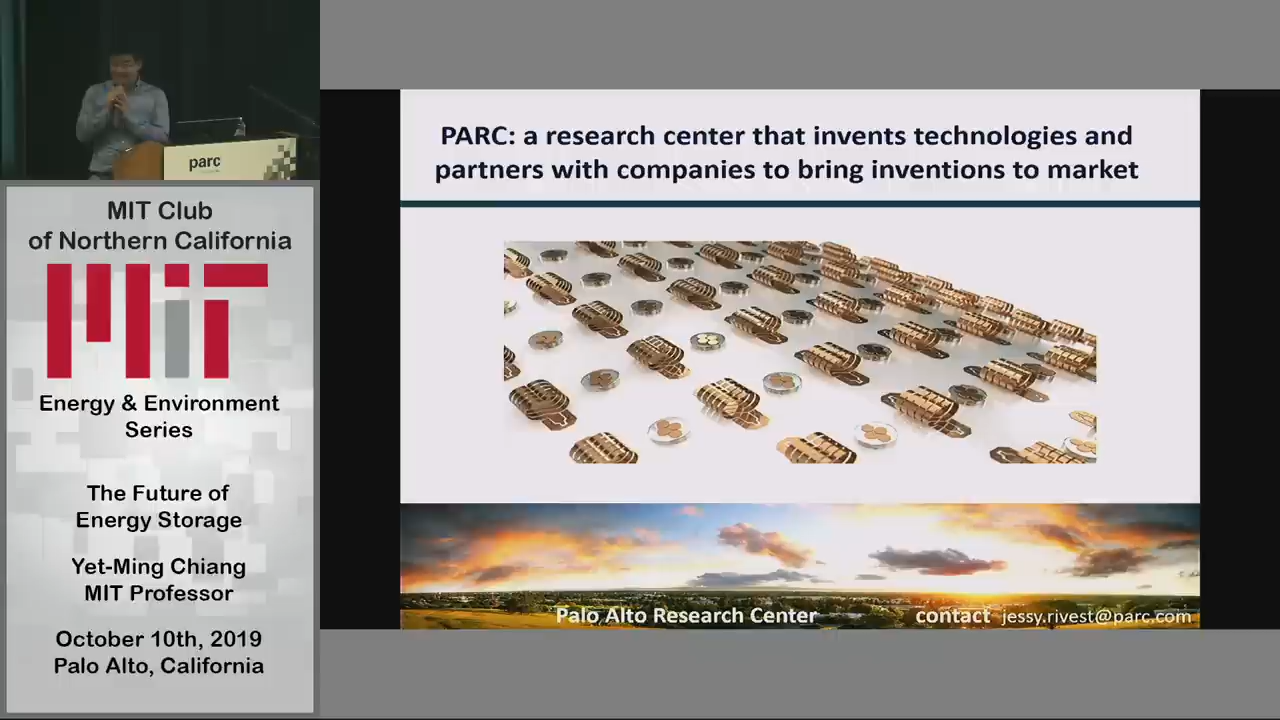 parc
MIT Club
of Northern California
MIT
Energy & Environment
Series
The Future of
Energy Storage
Yet-Ming Chiang
MIT Professor
October 10th, 2019
Palo Alto, California
PARC: a research center that invents technologies and
partners with companies to bring inventions to market
Palo Alto Research Center
contact jessy.rivest@parc.com